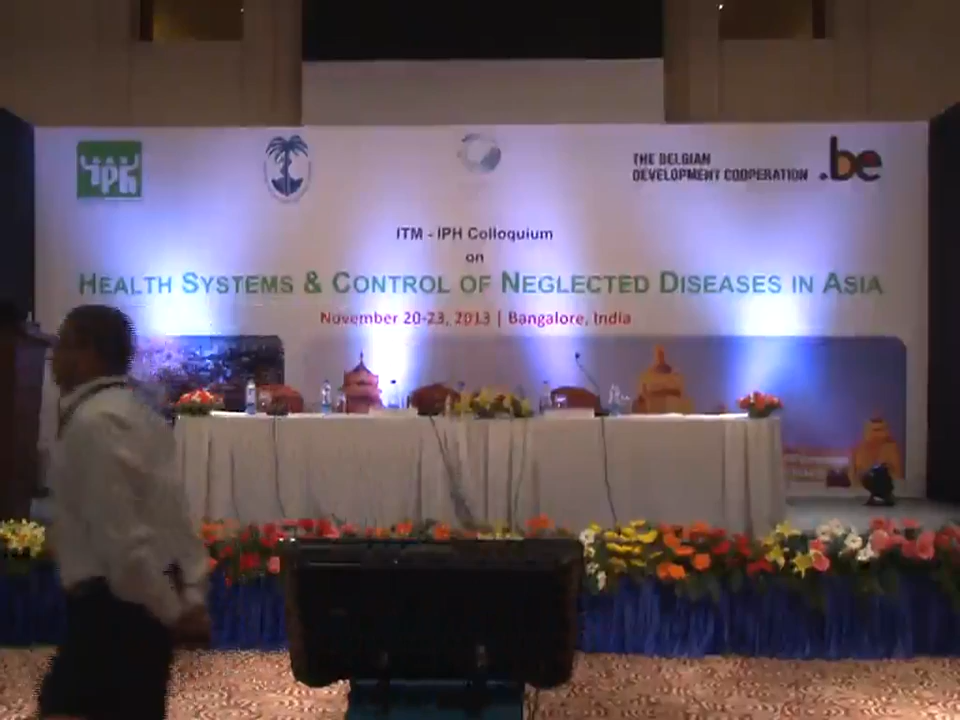 iph
THE BELGIAN
DEVELOPMENT COOPERATION .be
ITM - IPH Colloquium
on
HEALTH SYSTEMS & CONTROL OF NEGLECTED DISEASES IN ASIA
November 20-23, 2013 | Bangalore, India